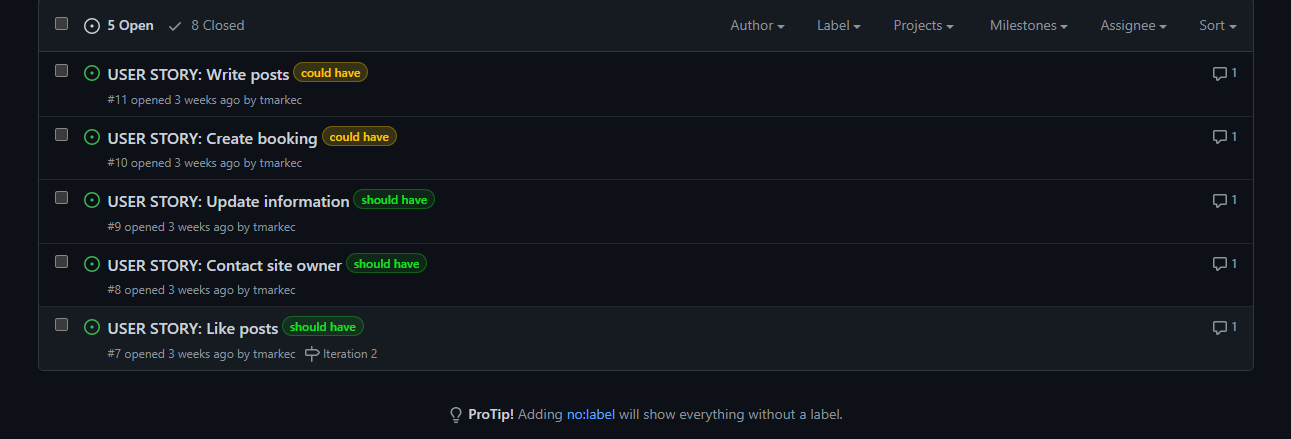 5 Open 8 Closed Author Label Projects Milestones Assignee Sort
USER STORY: Write posts could have 1
#11 opened 3 weeks ago by tmarkec
USER STORY: Create booking could have 1
#10 opened 3 weeks ago by tmarkec
USER STORY: Update information should have 1
#9 opened 3 weeks ago by tmarkec
USER STORY: Contact site owner should have 1
#8 opened 3 weeks ago by tmarkec
USER STORY: Like posts should have 1
#7 opened 3 weeks ago by tmarkec Iteration 2
ProTip! Adding no:label will show everything without a label.